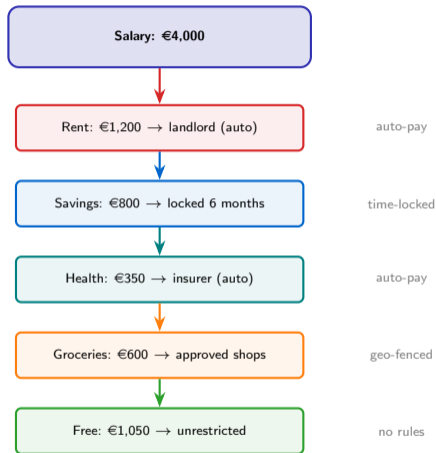 Salary: €4,000
Rent: €1,200 → landlord (auto) auto-pay
Savings: €800 → locked 6 months time-locked
Health: €350 → insurer (auto) auto-pay
Groceries: €600 → approved shops geo-fenced
Free: €1,050 → unrestricted no rules